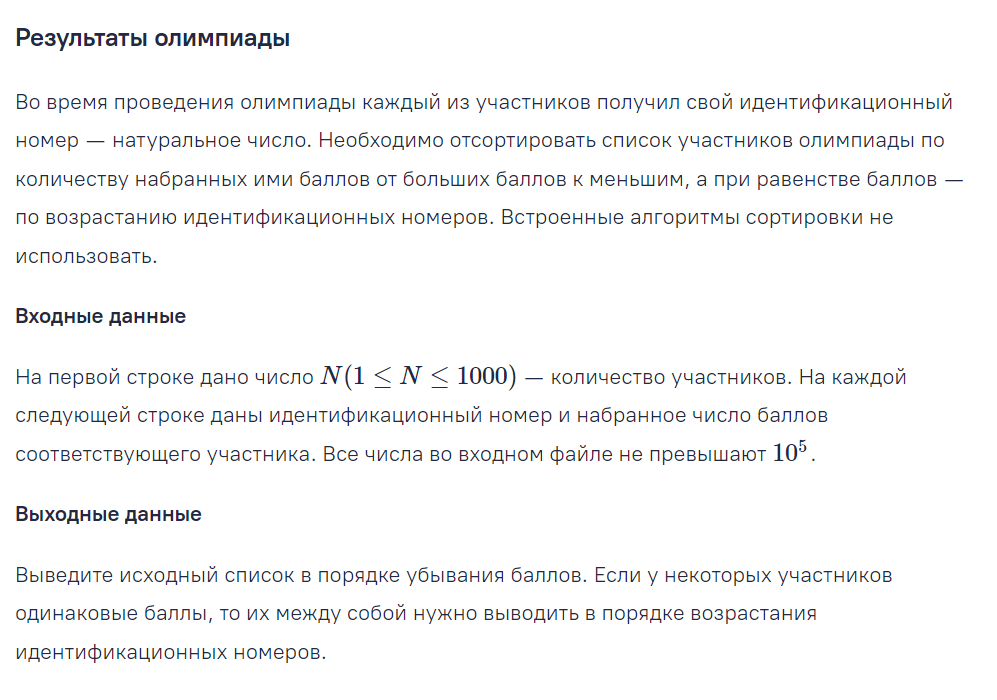 Результаты олимпиады
Во время проведения олимпиады каждый из участников получил свой идентификационный
номер — натуральное число. Необходимо отсортировать список участников олимпиады по
количеству набранных ими баллов от больших баллов к меньшим, а при равенстве баллов —
по возрастанию идентификационных номеров. Встроенные алгоритмы сортировки не
использовать.
Входные данные
На первой строке дано число N(1 ≤ N ≤ 1000) — количество участников. На каждой
следующей строке даны идентификационный номер и набранное число баллов
соответствующего участника. Все числа во входном файле не превышают 10⁵.
Выходные данные
Выведите исходный список в порядке убывания баллов. Если у некоторых участников
одинаковые баллы, то их между собой нужно выводить в порядке возрастания
идентификационных номеров.